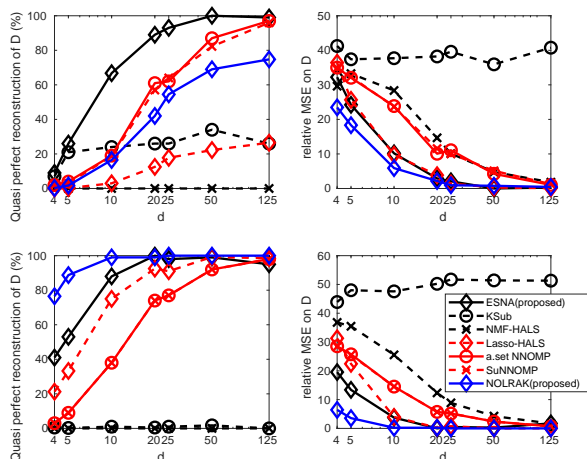 Quass perfect reconstruction of D (%)
100
80
60
40
20
0
4 5 10 20 25 50 125
d
relative MSE on D
50
40
30
20
10
0
4 5 10 20 25 50 125
d
Quass perfect reconstruction of D (%)
100
80
60
40
20
0
4 5 10 20 25 50 125
d
relative MSE on D
60
50
40
30
20
10
0
4 5 10 20 25 50 125
d
ESNA(proposed)
KSub
NMF-HALS
Lasso-HALS
a.set NNOMP
SuNNOMP
NOLRAK(proposed)